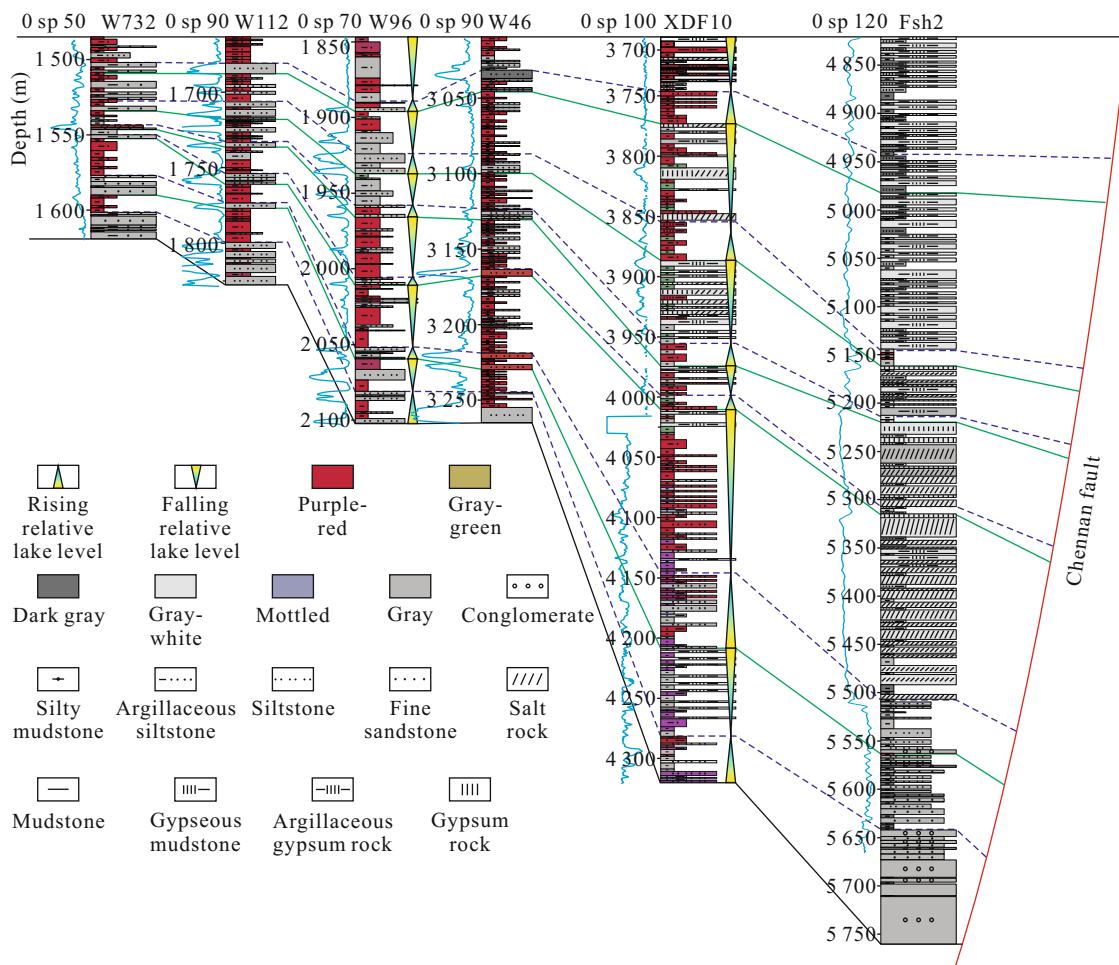 0 sp 50 W732
0 sp 90 W112
0 sp 70 W96
0 sp 90 W46
0 sp 100 XDF10
0 sp 120 Fsh2
Depth (m)
1 500
1 550
1 600
1 700
1 750
1 800
1 850
1 900
1 950
2 000
2 050
2 100
3 050
3 100
3 150
3 200
3 250
3 700
3 750
3 800
3 850
3 900
3 950
4 000
4 050
4 100
4 150
4 200
4 250
4 300
4 850
4 900
4 950
5 000
5 050
5 100
5 150
5 200
5 250
5 300
5 350
5 400
5 450
5 500
5 550
5 600
5 650
5 700
5 750
Chennan fault
Rising
relative
lake level
Falling
relative
lake level
Purple-
red
Gray-
green
Dark gray
Gray-
white
Mottled
Gray
Conglomerate
Silty
mudstone
Argillaceous
siltstone
Siltstone
Fine
sandstone
Salt
rock
Mudstone
Gypseous
mudstone
Argillaceous
gypsum rock
Gypsum
rock